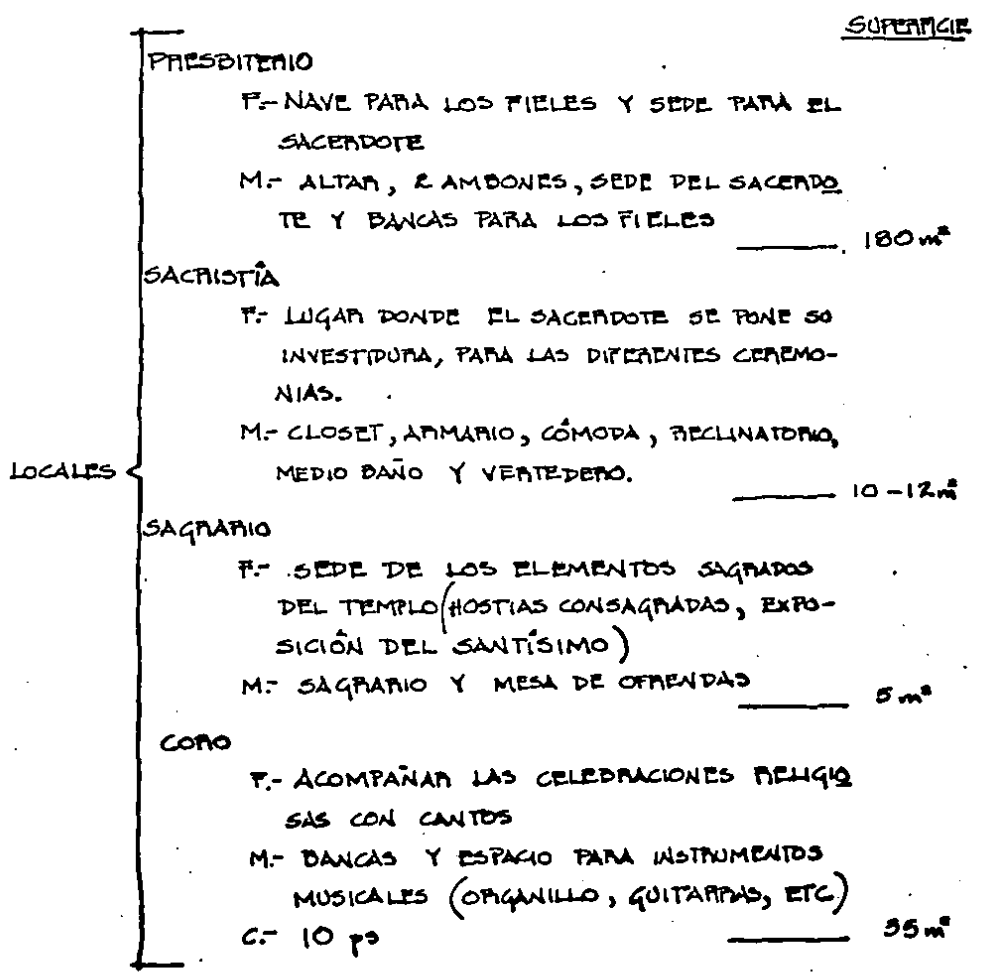 SUPERFICIE
PRESBITERIO
F.- NAVE PARA LOS FIELES Y SEDE PARA EL
SACERDOTE
M.- ALTAR, 2 AMBONES, SEDE DEL SACERDO
TE Y BANCAS PARA LOS FIELES
180 m²
SACRISTÍA
F.- LUGAR DONDE EL SACERDOTE SE PONE SO
INVESTIDURA, PARA LAS DIFERENTES CEREMO-
NIAS.
M.- CLOSET, ARMARIO, CÓMODA, RECLINATORIO,
LOCALES
MEDIO BAÑO Y VERTEDERO.
10-12 m²
SAGRARIO
F.- SEDE DE LOS ELEMENTOS SAGRADOS
DEL TEMPLO (HOSTIAS CONSAGRADAS, EXPO-
SICIÓN DEL SANTÍSIMO)
M.- SAGRARIO Y MESA DE OFRENDAS
5 m²
CORO
F.- ACOMPAÑAR LAS CELEBRACIONES RELIGIO
SAS CON CANTOS
M.- BANCAS Y ESPACIO PARA INSTRUMENTOS
MUSICALES (ORGANILLO, GUITARRAS, ETC)
C.- 10 ps
35 m²